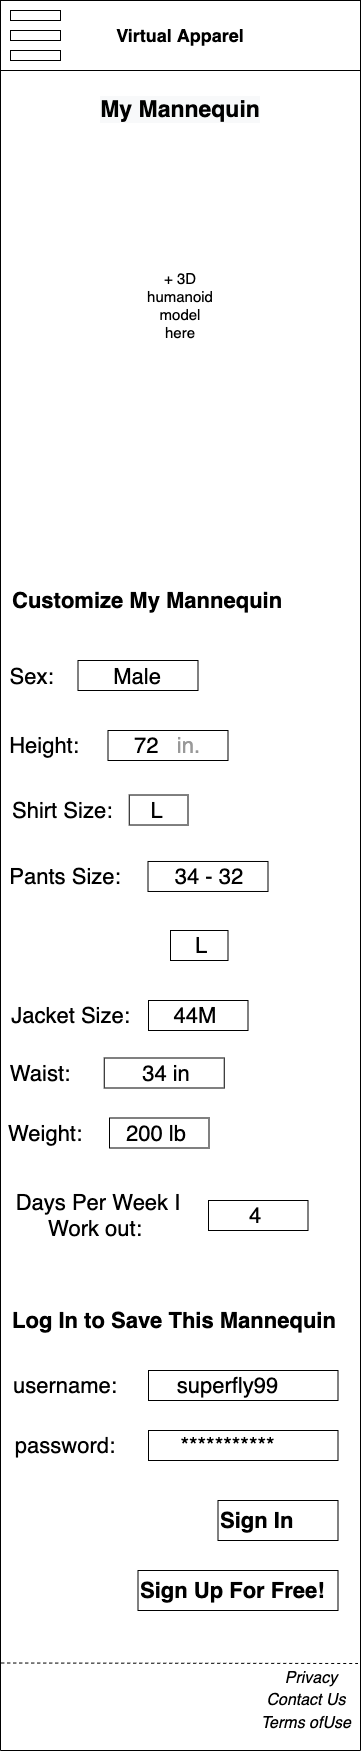 Virtual Apparel
My Mannequin
+ 3D
humanoid
model
here
Customize My Mannequin
Sex: Male
Height: 72 in.
Shirt Size: L
Pants Size: 34 - 32
L
Jacket Size: 44M
Waist: 34 in
Weight: 200 lb
Days Per Week I
Work out: 4
Log In to Save This Mannequin
username: superfly99
password: ***********
Sign In
Sign Up For Free!
Privacy
Contact Us
Terms ofUse